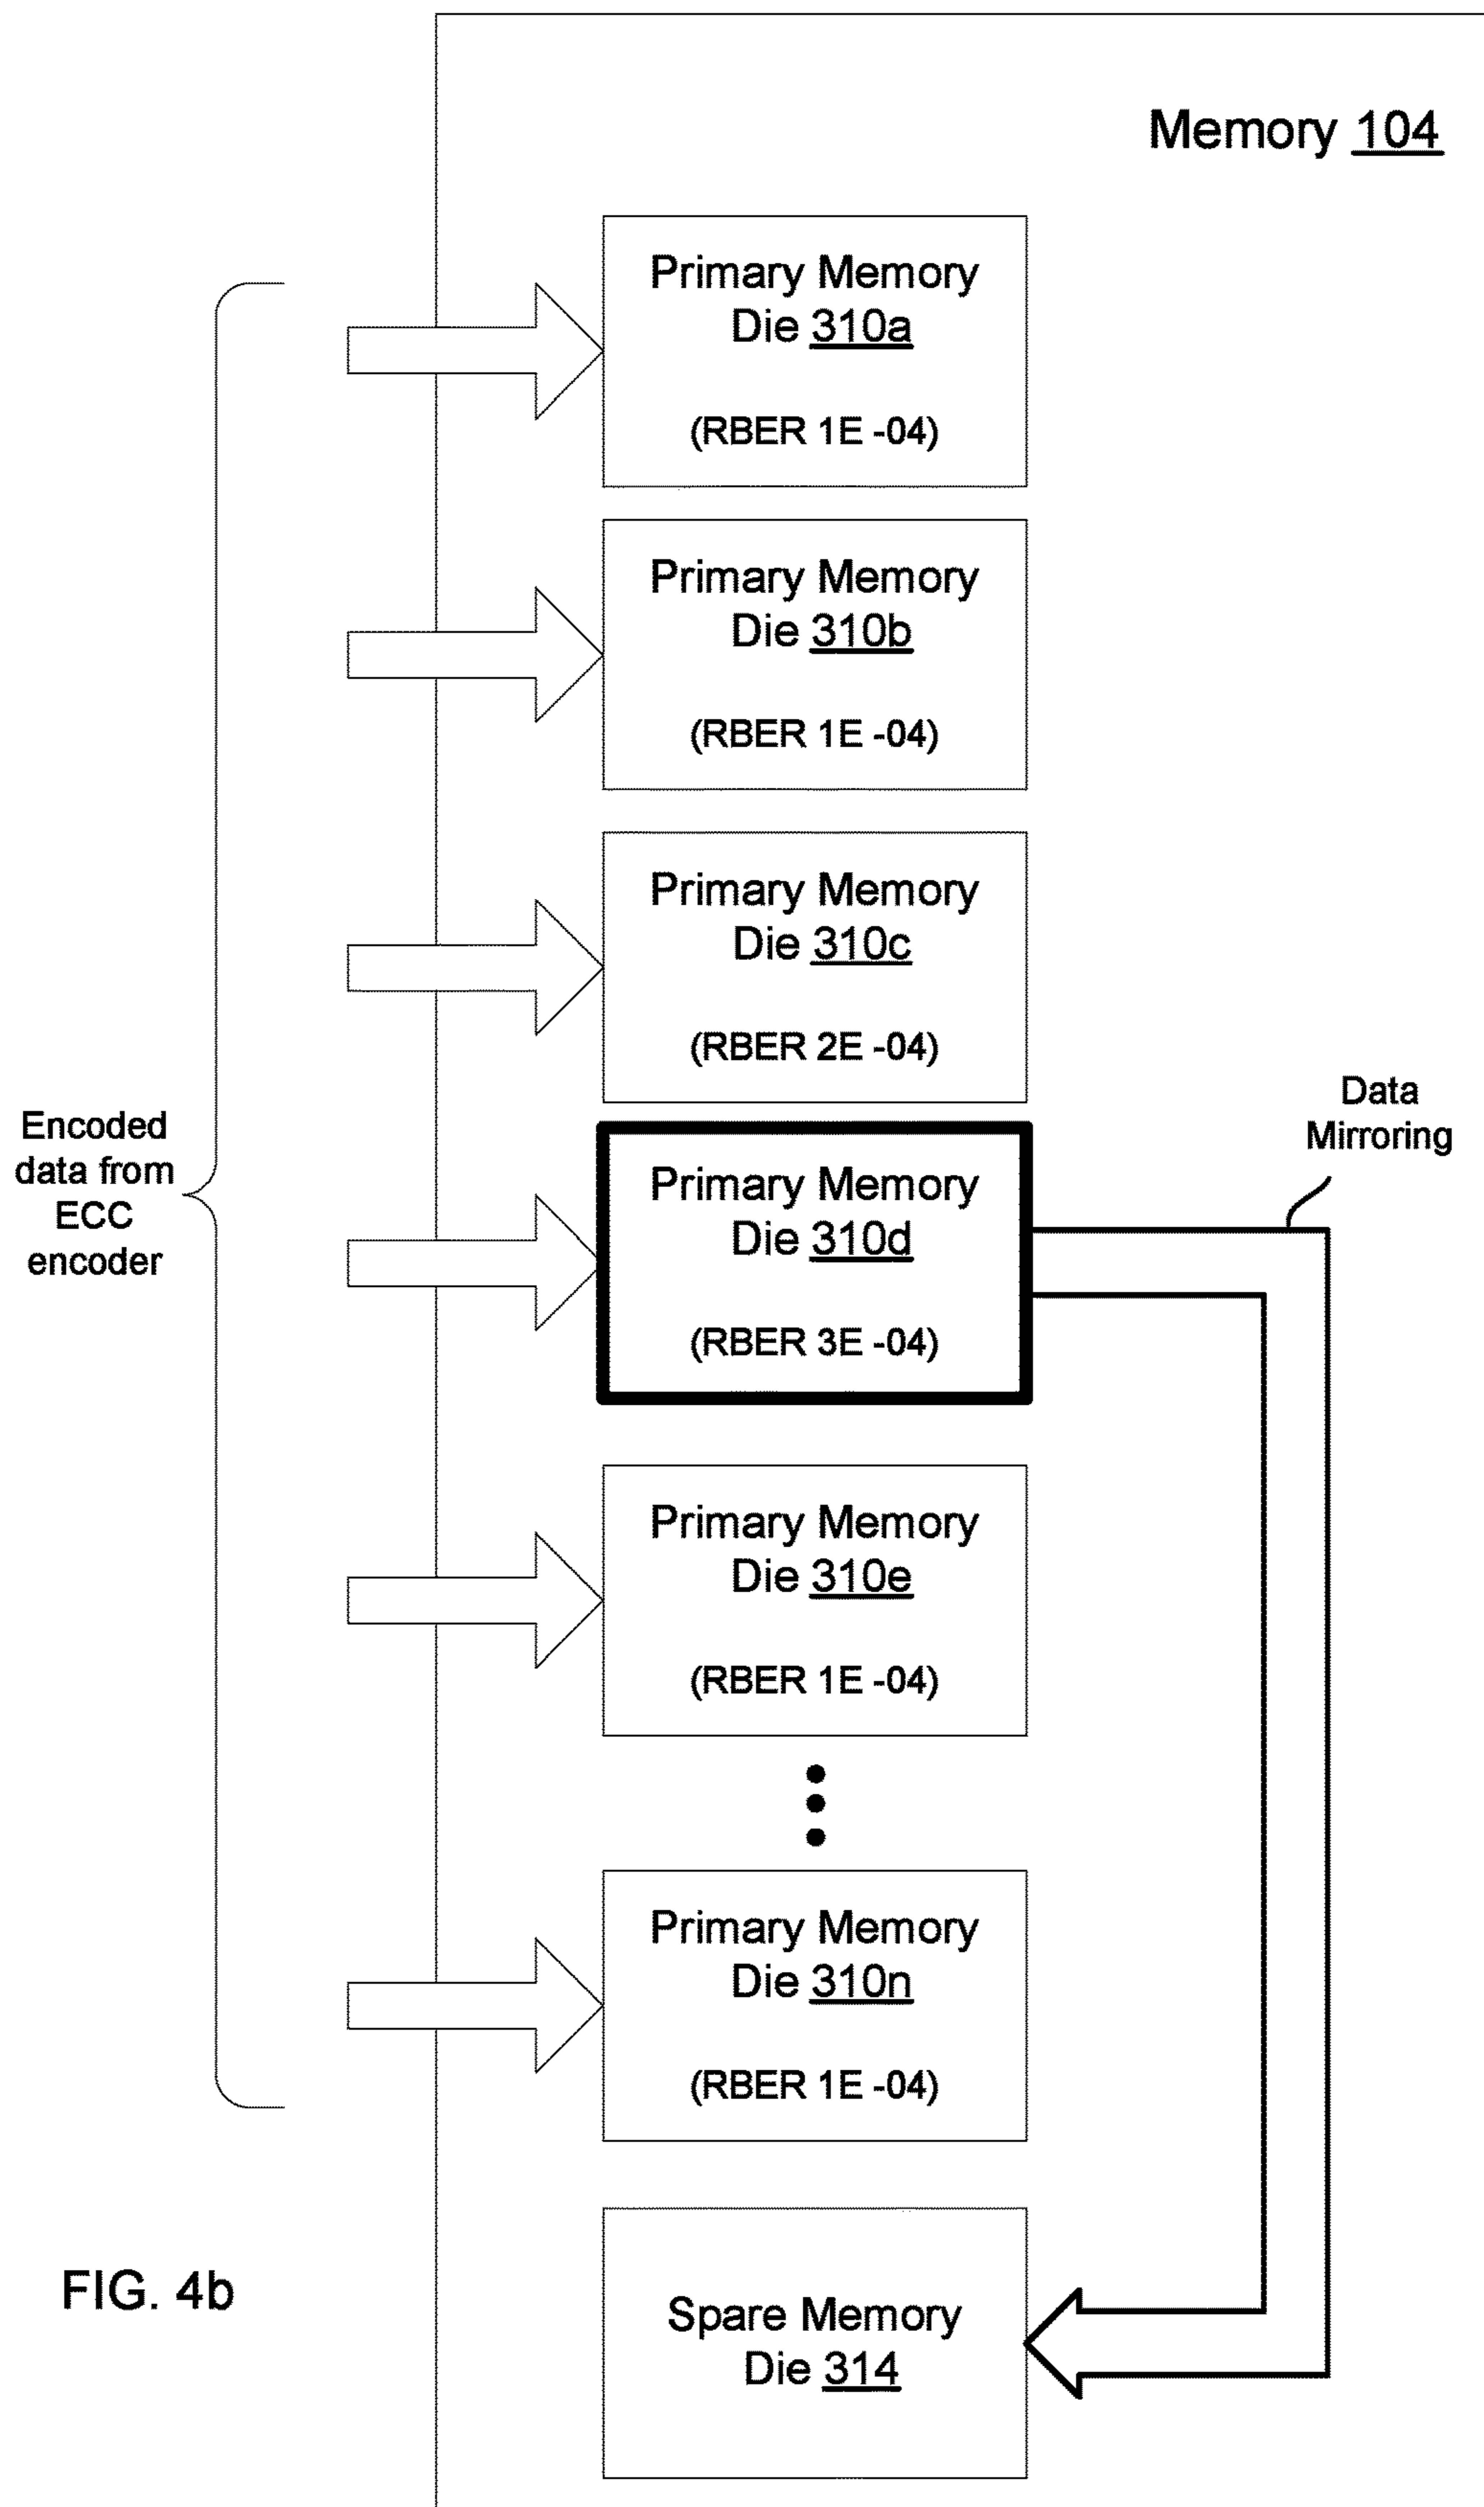 Memory 104
Primary Memory
Die 310a
(RBER 1E -04)
Primary Memory
Die 310b
(RBER 1E -04)
Primary Memory
Die 310c
(RBER 2E -04)
Encoded
data from
ECC
encoder
Primary Memory
Die 310d
(RBER 3E -04)
Data
Mirroring
Primary Memory
Die 310e
(RBER 1E -04)
Primary Memory
Die 310n
(RBER 1E -04)
Spare Memory
Die 314
FIG. 4b